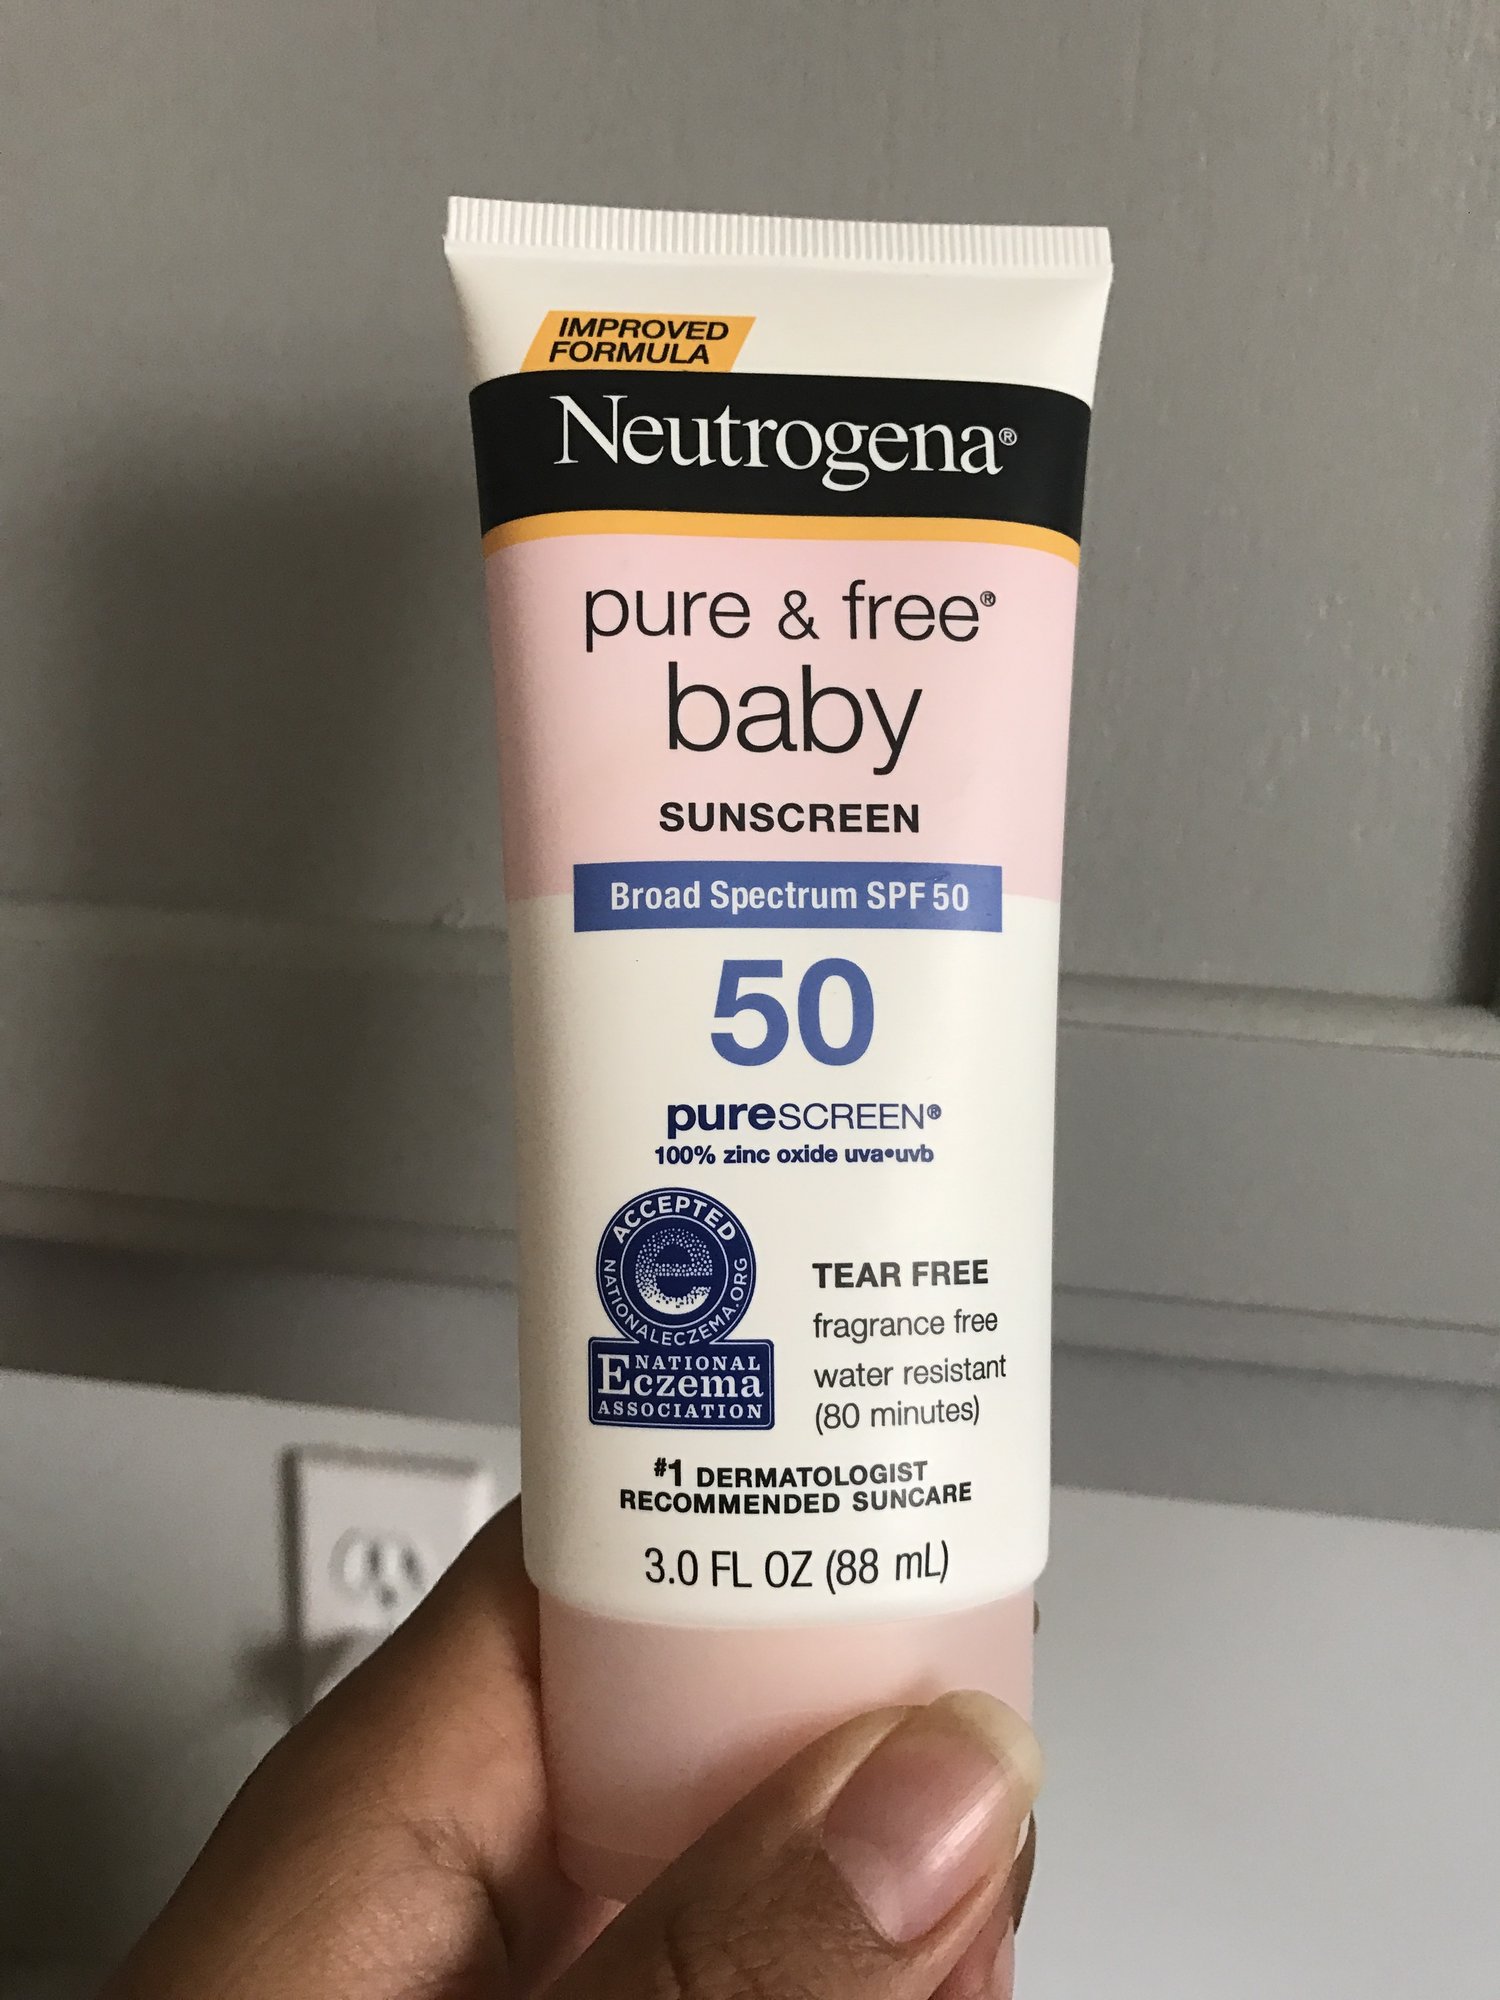 IMPROVED
FORMULA
Neutrogena®
pure & free®
baby
SUNSCREEN
Broad Spectrum SPF 50
50
pureSCREEN®
100% zinc oxide uva•uvb
ACCEPTED
e
NATIONALECZEMA.ORG
NATIONAL
Eczema
ASSOCIATION
TEAR FREE
fragrance free
water resistant
(80 minutes)
#1 DERMATOLOGIST
RECOMMENDED SUNCARE
3.0 FL OZ (88 mL)